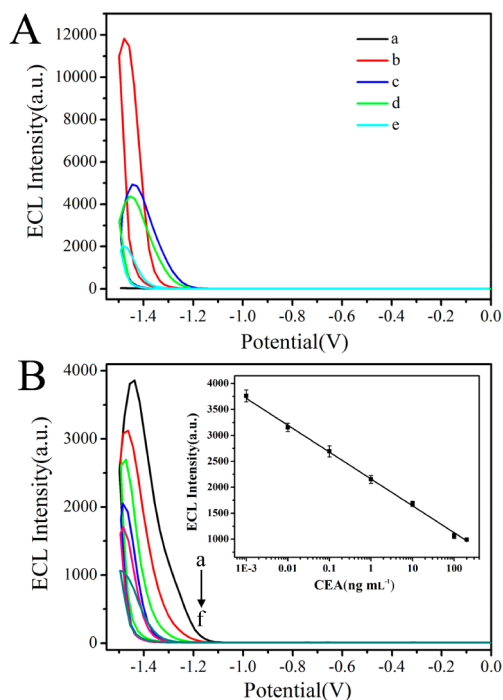 A
ECL Intensity(a.u.)
12000
10000
8000
6000
4000
2000
0
a
b
c
d
e
-1.4 -1.2 -1.0 -0.8 -0.6 -0.4 -0.2 0.0
Potential(V)
B
ECL Intensity(a.u.)
4000
3000
2000
1000
0
a
f
ECL Intensity(a.u.)
4000
3500
3000
2500
2000
1500
1000
1E-3 0.01 0.1 1 10 100
CEA(ng mL-1)
-1.4 -1.2 -1.0 -0.8 -0.6 -0.4 -0.2 0.0
Potential(V)